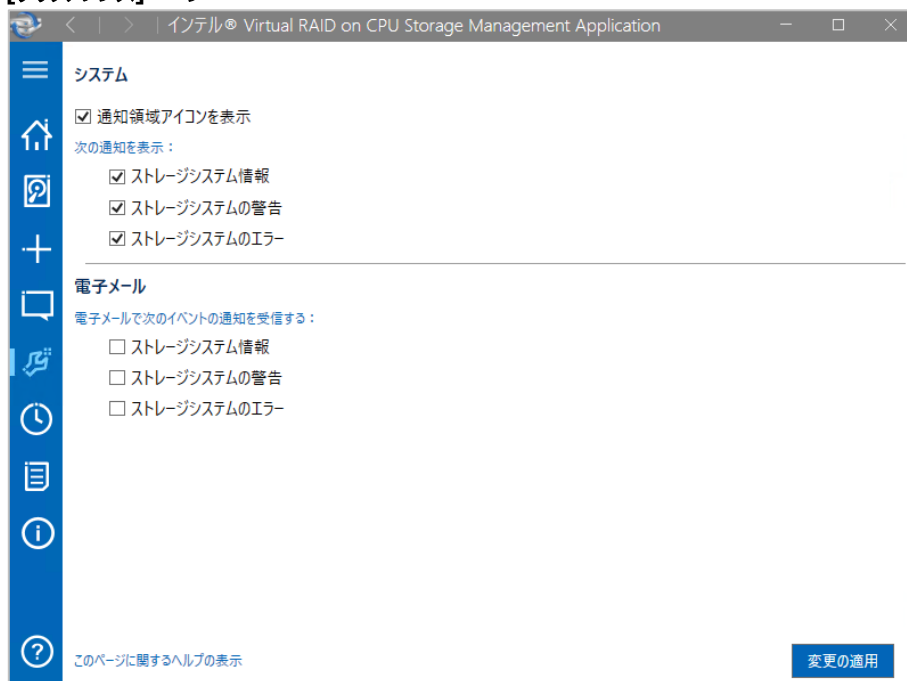 インテル® Virtual RAID on CPU Storage Management Application
システム
通知領域アイコンを表示
次の通知を表示：
ストレージシステム情報
ストレージシステムの警告
ストレージシステムのエラー
電子メール
電子メールで次のイベントの通知を受信する：
ストレージシステム情報
ストレージシステムの警告
ストレージシステムのエラー
このページに関するヘルプの表示
変更の適用